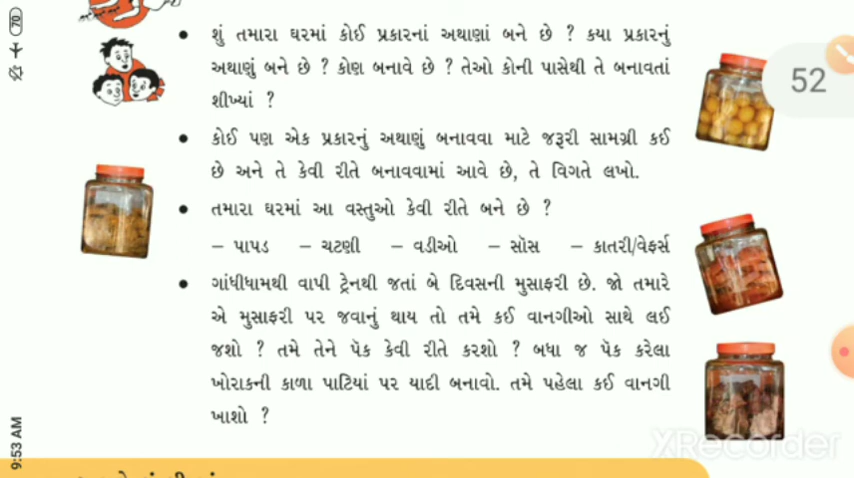 • શું તમારા ઘરમાં કોઈ પ્રકારનાં અથાણાં બને છે ? કયા પ્રકારનું
અથાણું બને છે ? કોણ બનાવે છે ? તેઓ કોની પાસેથી તે બનાવતાં
શીખ્યાં ?
• કોઈ પણ એક પ્રકારનું અથાણું બનાવવા માટે જરૂરી સામગ્રી કઈ
છે અને તે કેવી રીતે બનાવવામાં આવે છે, તે વિગતે લખો.
• તમારા ઘરમાં આ વસ્તુઓ કેવી રીતે બને છે ?
– પાપડ – ચટણી – વડીઓ – સૉસ – કાતરી/વેફર્સ
• ગાંધીધામથી વાપી ટ્રેનથી જતાં બે દિવસની મુસાફરી છે. જો તમારે
એ મુસાફરી પર જવાનું થાય તો તમે કઈ વાનગીઓ સાથે લઈ
જશો ? તમે તેને પૅક કેવી રીતે કરશો ? બધા જ પૅક કરેલા
ખોરાકની કાળા પાટિયાં પર યાદી બનાવો. તમે પહેલા કઈ વાનગી
ખાશો ?
52
70
9:53 AM
XRecorder